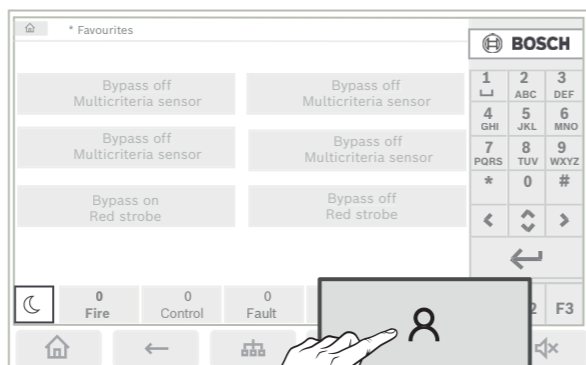 * Favourites
BOSCH
Bypass off
Multicriteria sensor
Bypass off
Multicriteria sensor
Bypass off
Multicriteria sensor
Bypass off
Multicriteria sensor
Bypass on
Red strobe
Bypass off
Red strobe
1 2 3
ABC DEF
4 5 6
GHI JKL MNO
7 8 9
PQRS TUV WXYZ
* 0 #
0 0 0
Fire Control Fault
2 F3